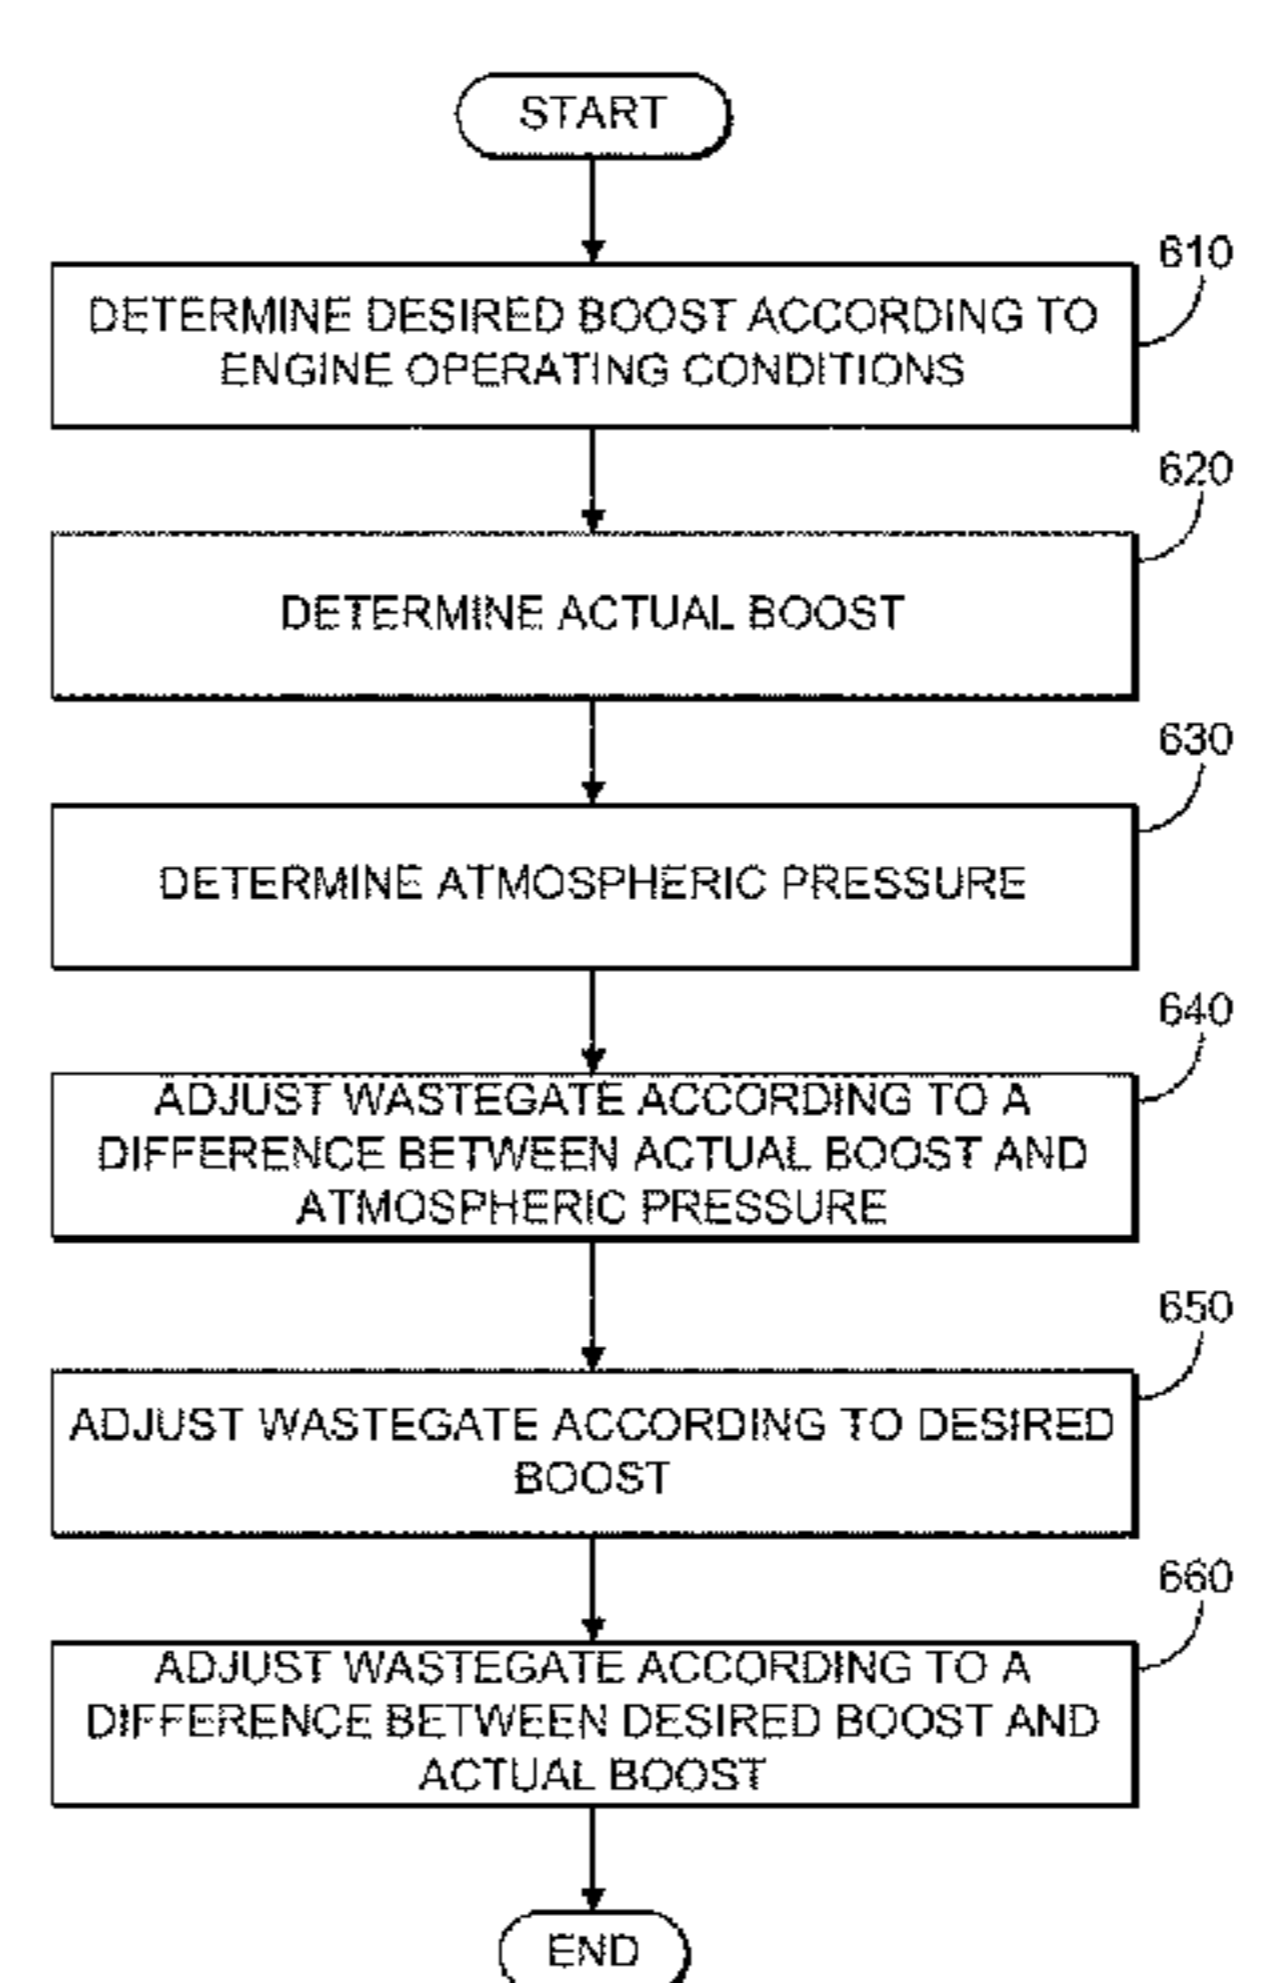 START
610
DETERMINE DESIRED BOOST ACCORDING TO
ENGINE OPERATING CONDITIONS
620
DETERMINE ACTUAL BOOST
630
DETERMINE ATMOSPHERIC PRESSURE
640
ADJUST WASTEGATE ACCORDING TO A
DIFFERENCE BETWEEN ACTUAL BOOST AND
ATMOSPHERIC PRESSURE
650
ADJUST WASTEGATE ACCORDING TO DESIRED
BOOST
660
ADJUST WASTEGATE ACCORDING TO A
DIFFERENCE BETWEEN DESIRED BOOST AND
ACTUAL BOOST
END